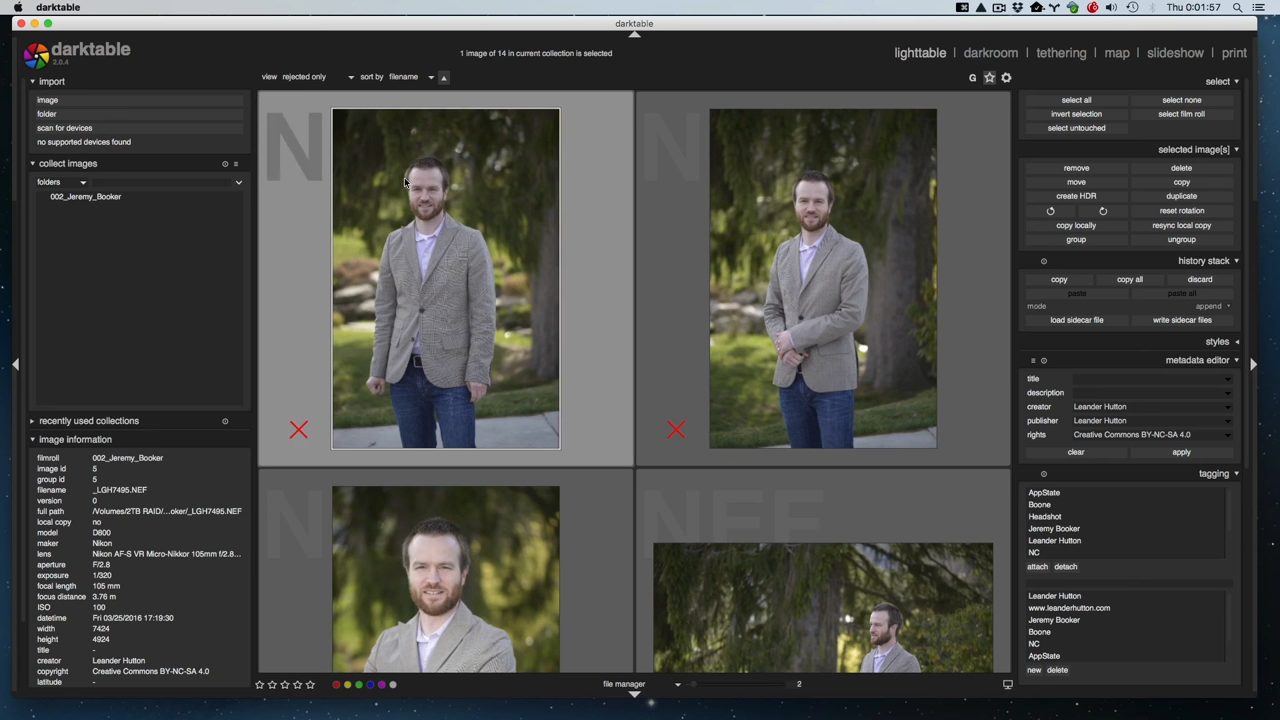 darktable
Thu 0:01:57
darktable
darktable
2.0.4
1 image of 14 in current collection is selected
lighttable | darkroom | tethering | map | slideshow | print
import
image
folder
scan for devices
no supported devices found
collect images
folders
002_Jeremy_Booker
recently used collections
image information
filmroll 002_Jeremy_Booker
image id 5
group id 5
filename _LGH7495.NEF
version 0
full path /Volumes/2TB RAID/...oker/_LGH7495.NEF
local copy no
model D800
maker Nikon
lens Nikon AF-S VR Micro-Nikkor 105mm f/2.8...
aperture F/2.8
exposure 1/320
focal length 105 mm
focus distance 3.76 m
ISO 100
datetime Fri 03/25/2016 17:19:30
width 7424
height 4924
title -
creator Leander Hutton
copyright Creative Commons BY-NC-SA 4.0
latitude -
view rejected only sort by filename
G
N
N
N
NEF
file manager 2
select
select all select none
invert selection select film roll
select untouched
selected image[s]
remove delete
move copy
create HDR duplicate
reset rotation
copy locally resync local copy
group ungroup
history stack
copy copy all discard
paste paste all
mode append
load sidecar file write sidecar files
styles
metadata editor
title
description
creator Leander Hutton
publisher Leander Hutton
rights Creative Commons BY-NC-SA 4.0
clear apply
tagging
AppState
Boone
Headshot
Jeremy Booker
Leander Hutton
NC
attach detach
Leander Hutton
www.leanderhutton.com
Jeremy Booker
Boone
NC
AppState
new delete